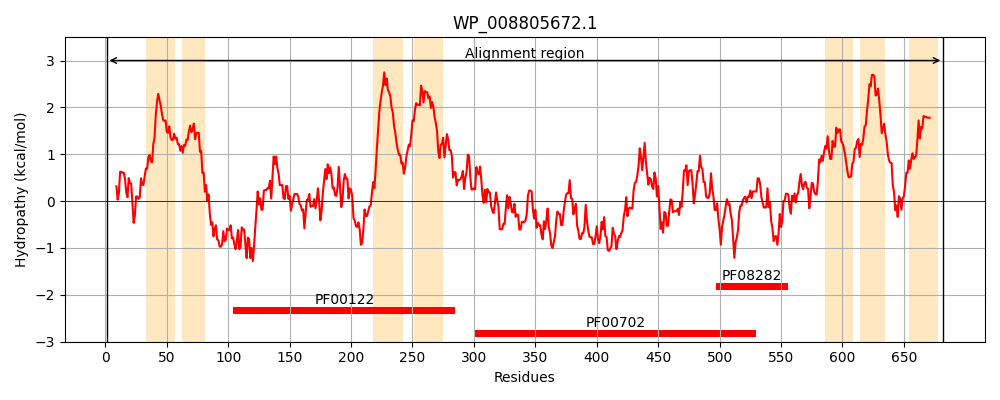 WP_008805672.1
Alignment region
3
2
1
0
−1
−2
−3
Hydropathy (kcal/mol)
PF08282
PF00122
PF00702
0 50 100 150 200 250 300 350 400 450 500 550 600 650
Residues